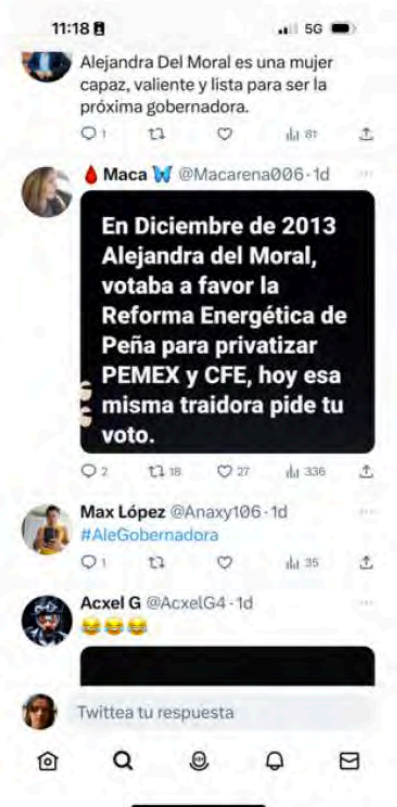 11:18
5G
Alejandra Del Moral es una mujer
capaz, valiente y lista para ser la
próxima gobernadora.
1
81
Maca @Macarena006·1d
En Diciembre de 2013
Alejandra del Moral,
votaba a favor la
Reforma Energética de
Peña para privatizar
PEMEX y CFE, hoy esa
misma traidora pide tu
voto.
2
18
27
336
Max López @Anaxy106·1d
#AleGobernadora
1
35
Acxel G @AcxelG4·1d
Twittea tu respuesta